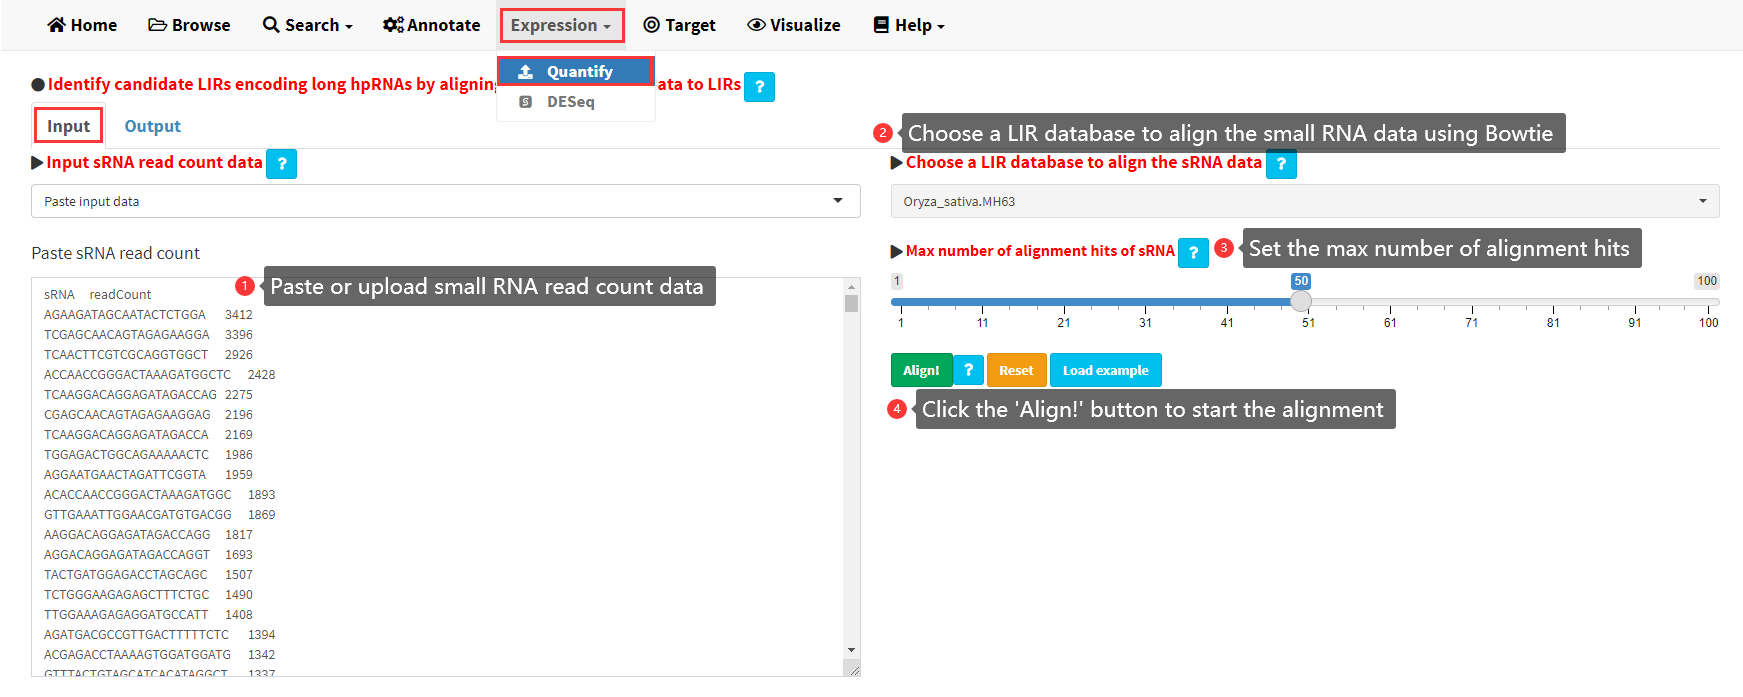 Home Browse Search Annotate Expression Target Visualize Help
Quantify
DESeq
Identify candidate LIRs encoding long hpRNAs by aligning ata to LIRs ?
Input Output
2 Choose a LIR database to align the small RNA data using Bowtie
Input sRNA read count data ?
Paste input data
Paste sRNA read count
1 Paste or upload small RNA read count data
sRNA readCount
AGAAGATAGCAATACTCTGGA 3412
TCGAGCAACAGTAGAGAAGGA 3396
TCAACTTCGTCGCAGGTGGCT 2926
ACCAACCGGGACTAAAGATGGCTC 2428
TCAAGGACAGGAGATAGACCAG 2275
CGAGCAACAGTAGAGAAGGAG 2196
TCAAGGACAGGAGATAGACCA 2169
TGGAGACTGGCAGAAAAACTC 1986
AGGAATGAACTAGATTCGGTA 1959
ACACCAACCGGGACTAAAGATGGC 1893
GTTGAAATTGGAACGATGTGACGG 1869
AAGGACAGGAGATAGACCAGG 1817
AGGACAGGAGATAGACCAGGT 1693
TACTGATGGAGACCTAGCAGC 1507
TCTGGGAAGAGAGCTTTCTGC 1490
TTGGAAAGAGAGGATGCCATT 1408
AGATGACGCCGTTGACTTTTTCTC 1394
ACGAGACCTAAAAGTGGATGGATG 1342
GTTTACTGTAGCATCACATAGGCT 1337
Choose a LIR database to align the sRNA data ?
Oryza_sativa.MH63
Max number of alignment hits of sRNA ?
3 Set the max number of alignment hits
1 50 100
1 11 21 31 41 51 61 71 81 91 100
Align! ? Reset Load example
4 Click the 'Align!' button to start the alignment